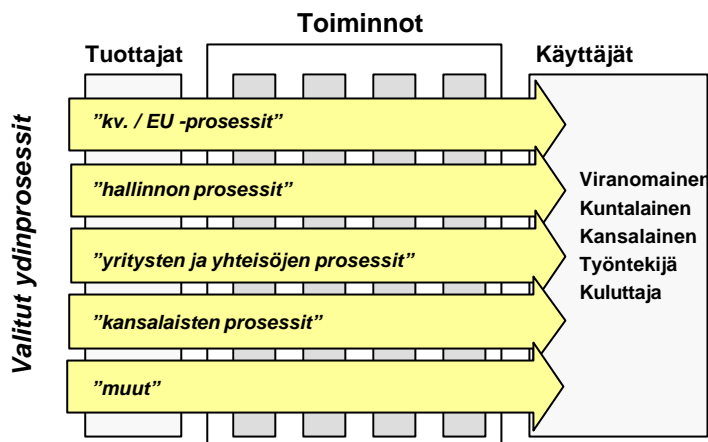 Toiminnot
Tuottajat
Käyttäjät
Valitut ydinprosessit
”kv. / EU -prosessit”
”hallinnon prosessit”
”yritysten ja yhteisöjen prosessit”
”kansalaisten prosessit”
”muut”
Viranomainen
Kuntalainen
Kansalainen
Työntekijä
Kuluttaja